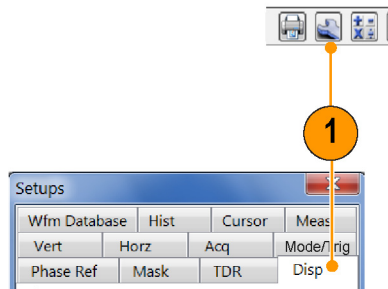 1
Setups
Wfm Database Hist Cursor Meas
Vert Horz Acq Mode/Trig
Phase Ref Mask TDR Disp